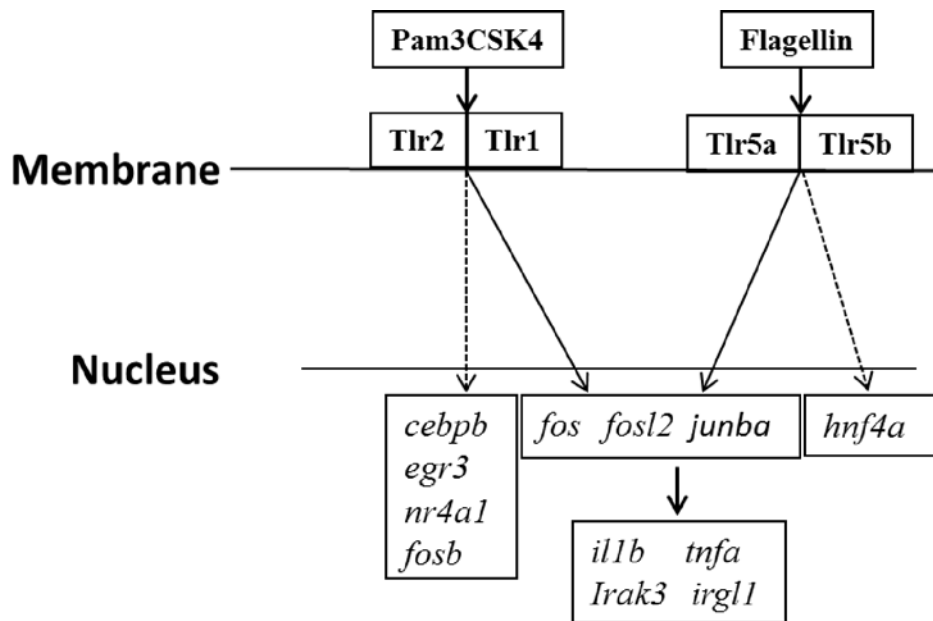 Pam3CSK4 Flagellin
Tlr2 Tlr1 Tlr5a Tlr5b
Membrane
Nucleus
cebpb
egr3
nr4a1
fosb
fos fosl2 junba
hnf4a
il1b tnfa
Irak3 irgl1